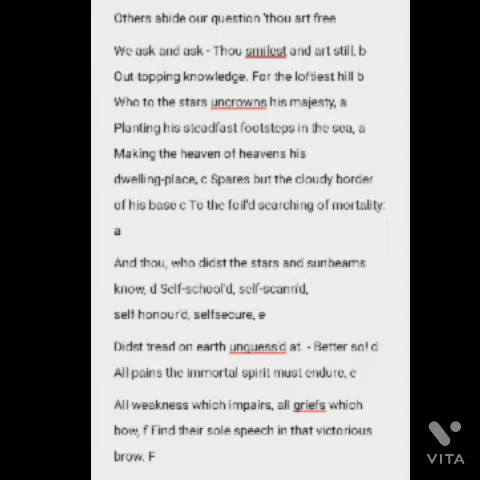 Others abide our question 'thou art free
We ask and ask - Thou smilest and art still, b
Out-topping knowledge. For the loftiest hill b
Who to the stars uncrowns his majesty, a
Planting his steadfast footsteps in the sea, a
Making the heaven of heavens his
dwelling-place, c Spares but the cloudy border
of his base c To the foil'd searching of mortality:
a
And thou, who didst the stars and sunbeams
know, d Self-school'd, self-scann'd,
self-honour'd, selfsecure, e
Didst tread on earth unguess'd at. - Better so! d
All pains the immortal spirit must endure, e
All weakness which impairs, all griefs which
bow, f Find their sole speech in that victorious
brow. F
VITA